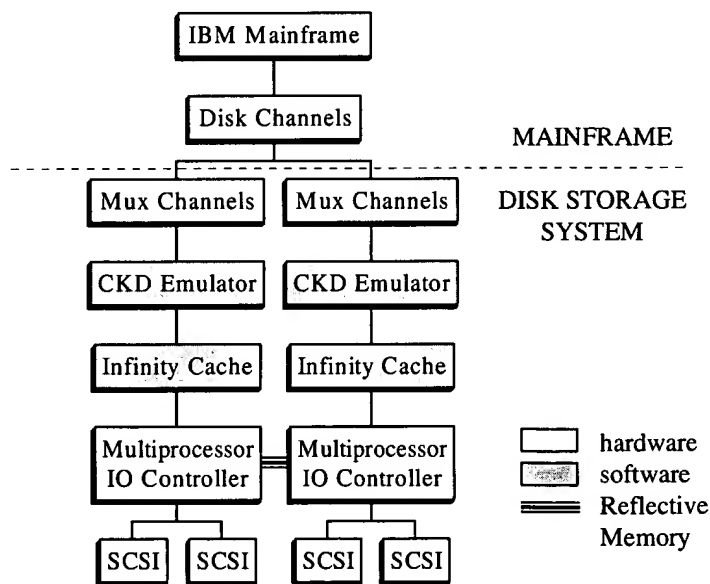 IBM Mainframe
Disk Channels
MAINFRAME
Mux Channels
Mux Channels
DISK STORAGE
SYSTEM
CKD Emulator
CKD Emulator
Infinity Cache
Infinity Cache
Multiprocessor
IO Controller
Multiprocessor
IO Controller
hardware
software
Reflective
Memory
SCSI
SCSI
SCSI
SCSI